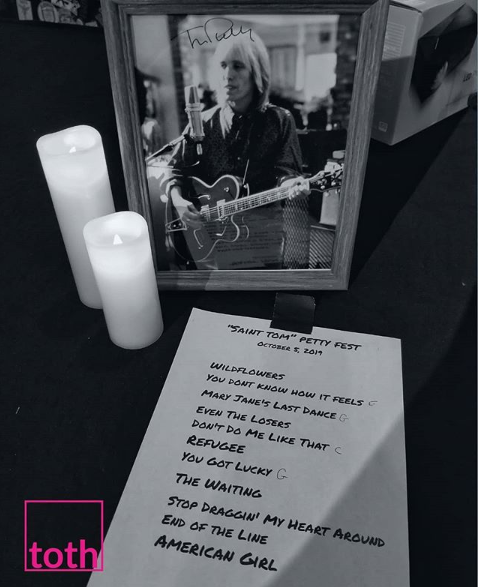 Tom Petty
"SAINT TOM" PETTY FEST
OCTOBER 5, 2019
WILDFLOWERS
YOU DONT KNOW HOW IT FEELS G
MARY JANE'S LAST DANCE G
EVEN THE LOSERS
DON'T DO ME LIKE THAT C
REFUGEE
YOU GOT LUCKY G
THE WAITING
STOP DRAGGIN' MY HEART AROUND
END OF THE LINE
AMERICAN GIRL
toth